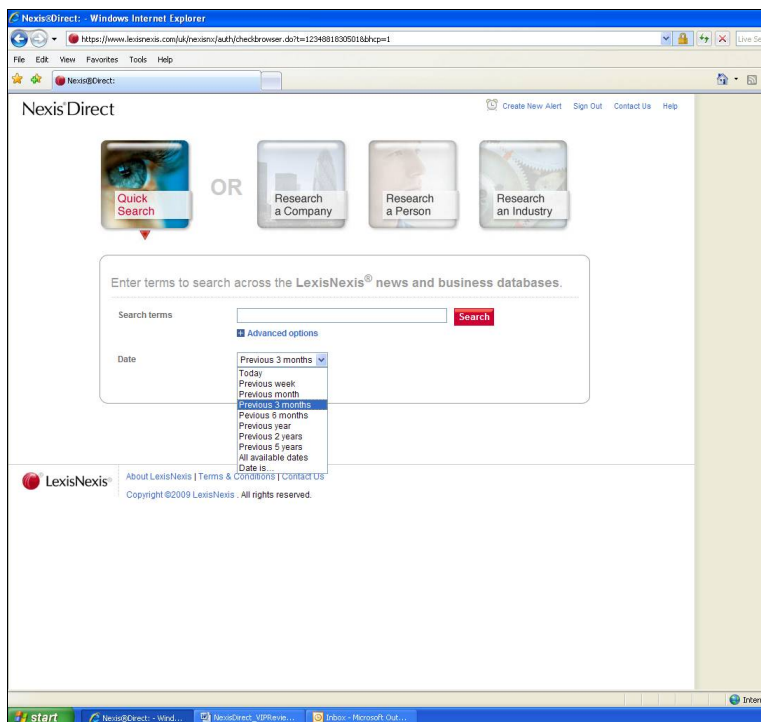 Nexis®Direct: - Windows Internet Explorer
https://www.lexisnexis.com/uk/nexisnx/auth/checkbrowser.do?t=1234881830501&bhcp=1
Live Se
File Edit View Favorites Tools Help
Nexis®Direct:
Nexis®Direct
Create New Alert Sign Out Contact Us Help
Quick Search
OR
Research a Company
Research a Person
Research an Industry
Enter terms to search across the LexisNexis® news and business databases.
Search terms
Search
Advanced options
Date
Previous 3 months
Today
Previous week
Previous month
Previous 3 months
Pevious 6 months
Previous year
Previous 2 years
Previous 5 years
All available dates
Date is...
LexisNexis®
About LexisNexis | Terms & Conditions | Contact Us
Copyright ©2009 LexisNexis . All rights reserved.
Inter
start
Nexis®Direct: - Wind...
NexisDirect_VIPRevie...
Inbox - Microsoft Out...